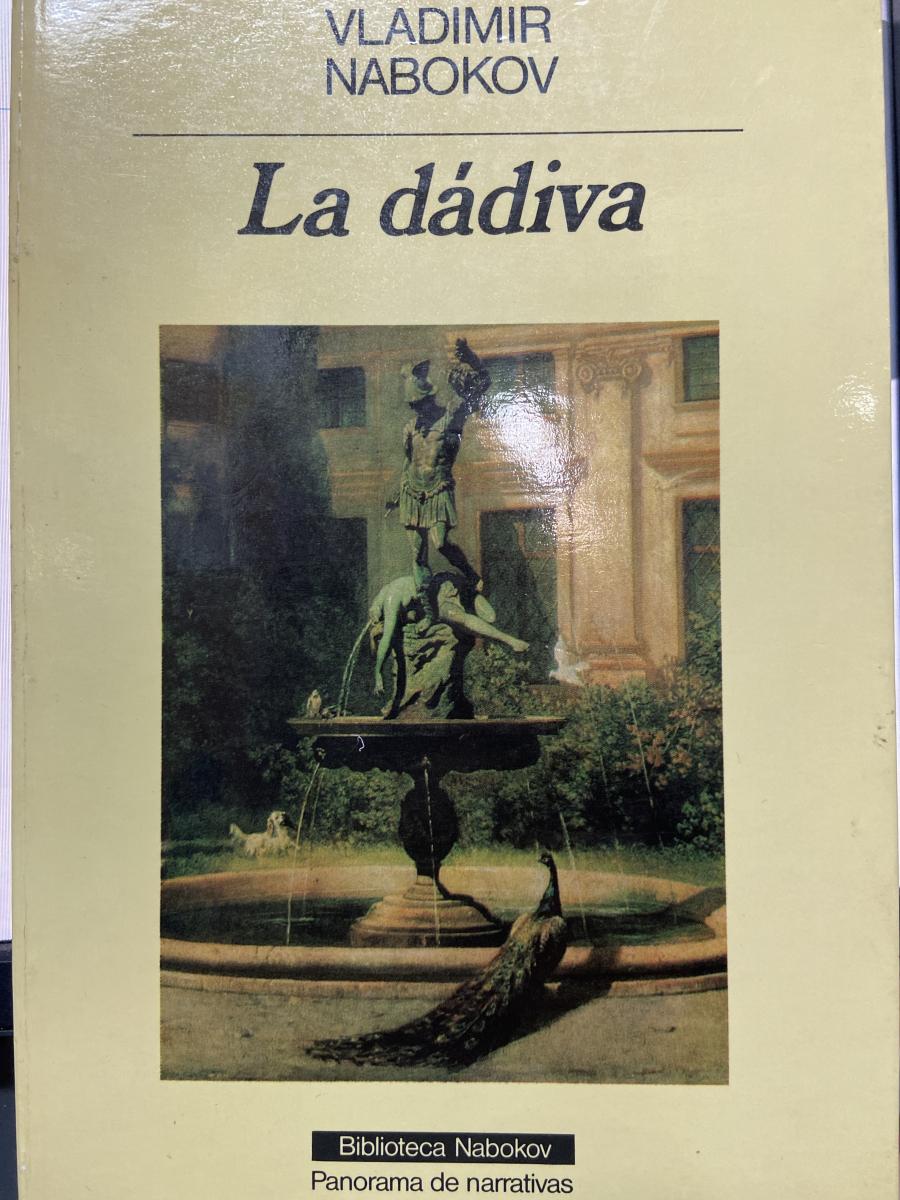 VLADIMIR
NABOKOV
La dádiva
Biblioteca Nabokov
Panorama de narrativas